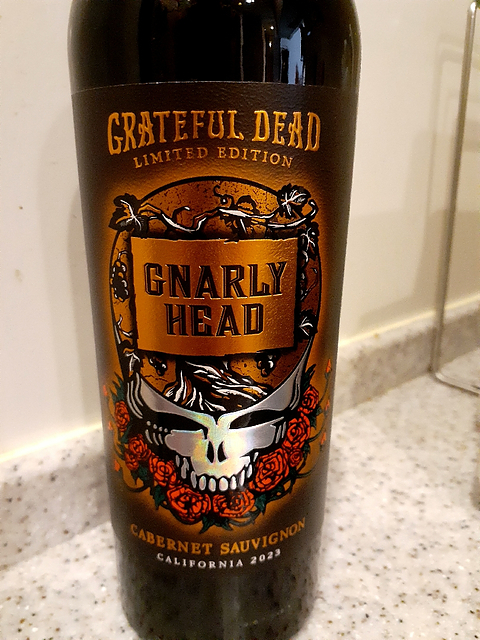 GRATEFUL DEAD
LIMITED EDITION
GNARLY
HEAD
CABERNET SAUVIGNON
CALIFORNIA 2023